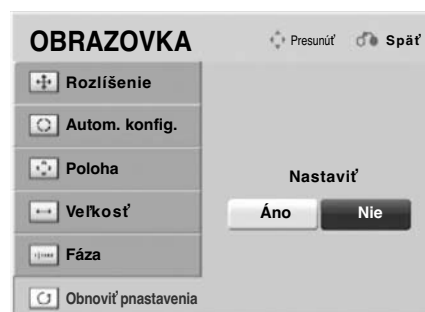 OBRAZOVKA
Presunúť Späť
Rozlíšenie
Autom. konfig.
Poloha
Veľkosť
Fáza
Obnoviť pnastavenia
Nastaviť
Áno Nie